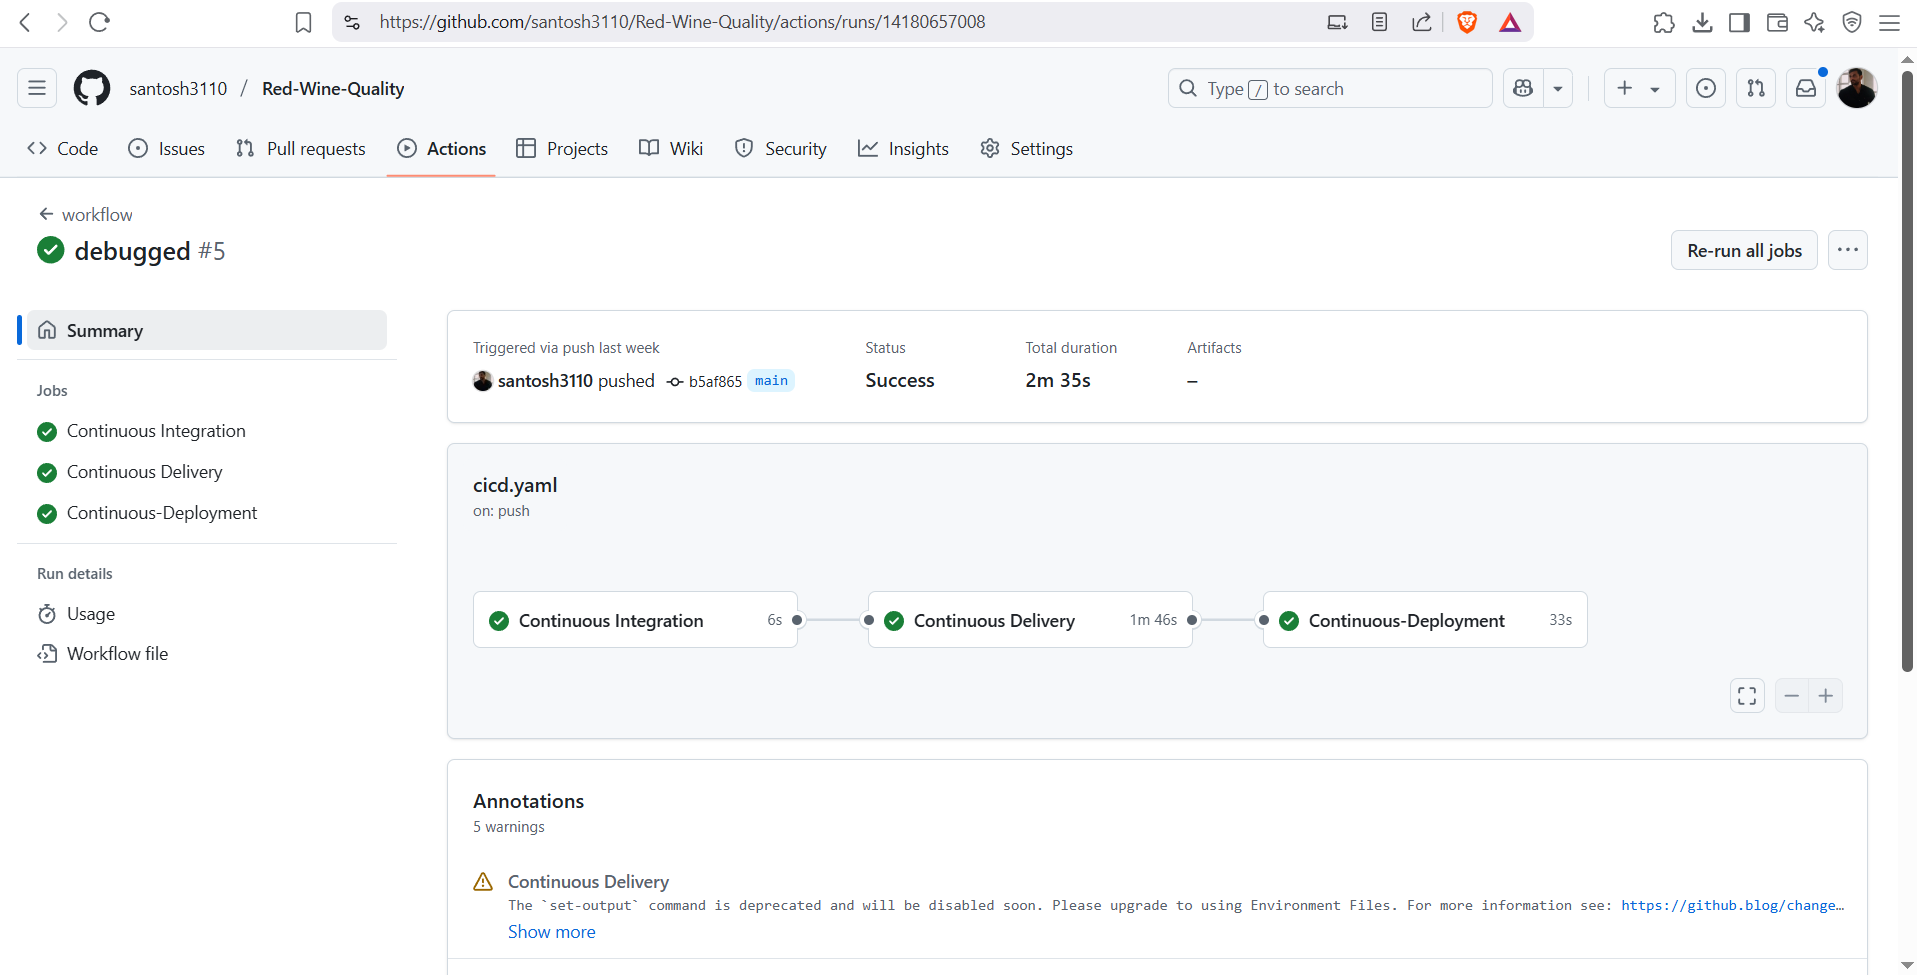 https://github.com/santosh3110/Red-Wine-Quality/actions/runs/14180657008
santosh3110 / Red-Wine-Quality
Type / to search
Code Issues Pull requests Actions Projects Wiki Security Insights Settings
workflow
debugged #5
Re-run all jobs
Summary
Jobs
Continuous Integration
Continuous Delivery
Continuous-Deployment
Run details
Usage
Workflow file
Triggered via push last week
santosh3110 pushed b5af865 main
Status
Success
Total duration
2m 35s
Artifacts
–
cicd.yaml
on: push
Continuous Integration 6s
Continuous Delivery 1m 46s
Continuous-Deployment 33s
Annotations
5 warnings
Continuous Delivery
The `set-output` command is deprecated and will be disabled soon. Please upgrade to using Environment Files. For more information see: https://github.blog/change…
Show more